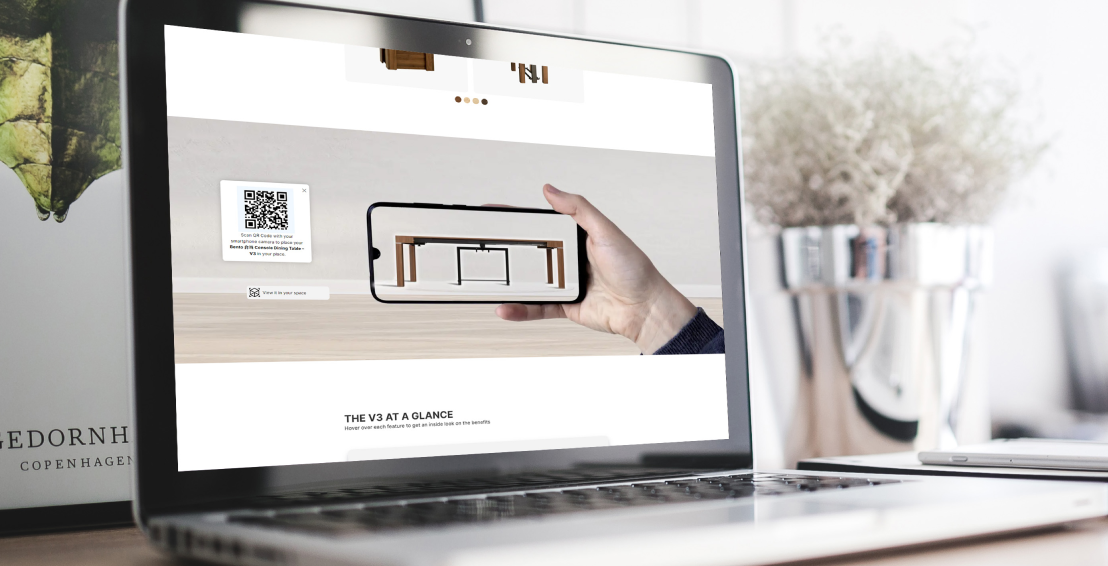 Scan QR Code with your
smartphone camera to place your
Bento
Console Dining Table -
V3 in your place.
View it in your space
THE V3 AT A GLANCE
Hover over each feature to get an inside look on the benefits
GEDORNH
COPENHAGEN